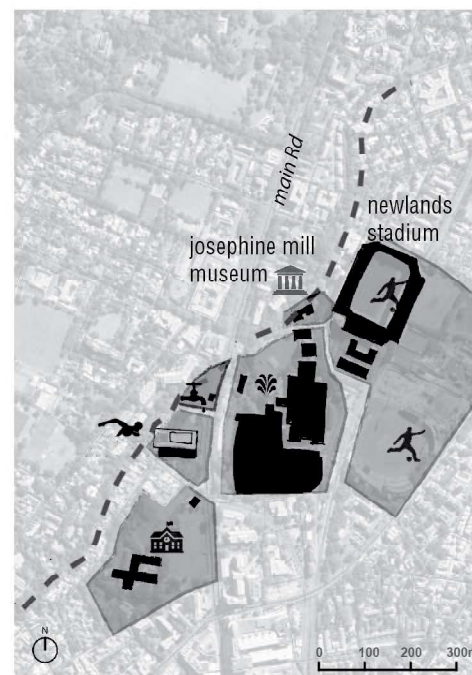 main Rd
newlands
stadium
josephine mill
museum
N
0 100 200 300m